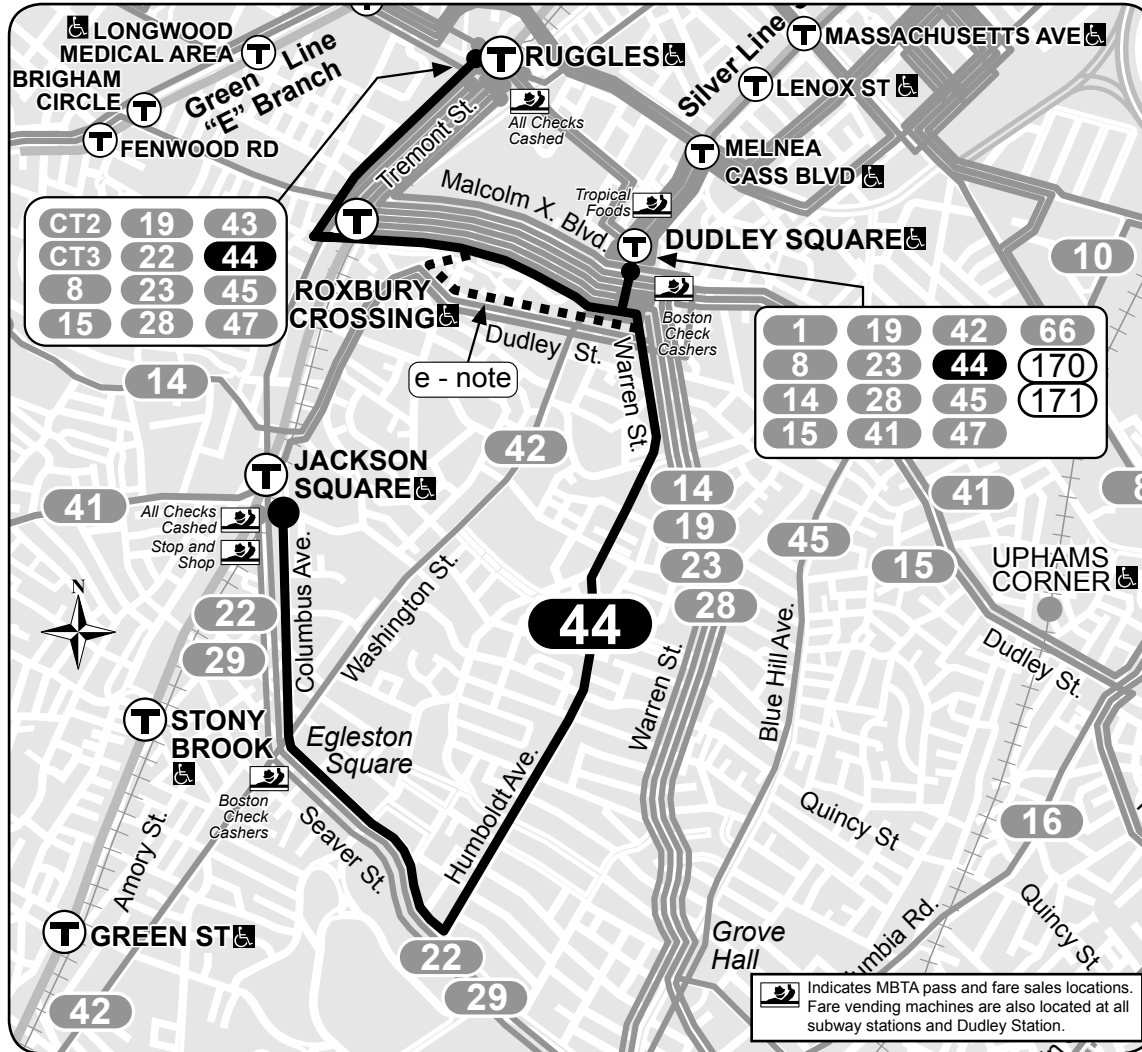 LONGWOOD
MEDICAL AREA
BRIGHAM
CIRCLE
FENWOOD RD
Green Line
“E” Branch
RUGGLES
All Checks
Cashed
Silver Line
MASSACHUSETTS AVE
LENOX ST
MELNEA
CASS BLVD
Tremont St.
Malcolm X. Blvd.
Tropical
Foods
DUDLEY SQUARE
CT2 19 43
CT3 22 44
8 23 45
15 28 47
10
ROXBURY
CROSSING
Dudley St.
e - note
Boston
Check
Cashers
Warren St.
1 19 42 66
8 23 44 170
14 28 45 171
15 41 47
14
42
JACKSON
SQUARE
41
All Checks
Cashed
Stop and
Shop
14
19
23
28
45
41
15
8
UPHAMS
CORNER
N
22
29
Columbus Ave.
Washington St.
44
Warren St.
Blue Hill Ave.
Dudley St.
STONY
BROOK
Egleston
Square
Boston
Check
Cashers
Seaver St.
Humboldt Ave.
Quincy St
16
Amory St.
GREEN ST
22
29
42
Grove
Hall
Quincy St
Indicates MBTA pass and fare sales locations.
Fare vending machines are also located at all
subway stations and Dudley Station.